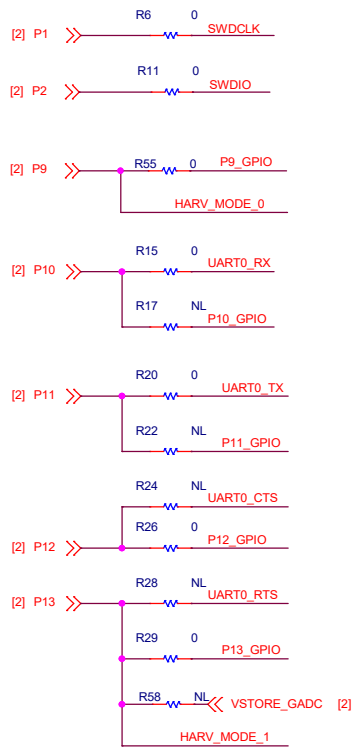 R6 0
[2] P1 SWDCLK
R11 0
[2] P2 SWDIO
[2] P9 R55 0 P9_GPIO
HARV_MODE_0
R15 0
[2] P10 UART0_RX
R17 NL
P10_GPIO
R20 0
[2] P11 UART0_TX
R22 NL
P11_GPIO
R24 NL
UART0_CTS
R26 0
[2] P12 P12_GPIO
R28 NL
[2] P13 UART0_RTS
R29 0
P13_GPIO
R58 NL VSTORE_GADC [2]
HARV_MODE_1